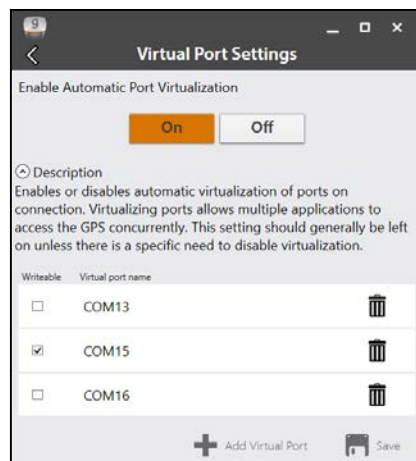 9
Virtual Port Settings
Enable Automatic Port Virtualization
On Off
Description
Enables or disables automatic virtualization of ports on
connection. Virtualizing ports allows multiple applications to
access the GPS concurrently. This setting should generally be left
on unless there is a specific need to disable virtualization.
Writeable Virtual port name
COM13
COM15
COM16
Add Virtual Port Save